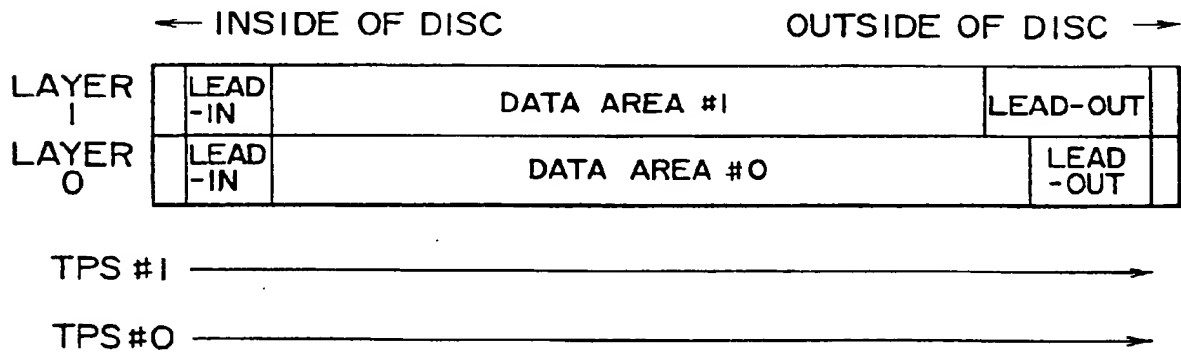 ← INSIDE OF DISC OUTSIDE OF DISC →
LAYER 1 LEAD-IN DATA AREA #1 LEAD-OUT
LAYER 0 LEAD-IN DATA AREA #0 LEAD-OUT
TPS #1
TPS #0